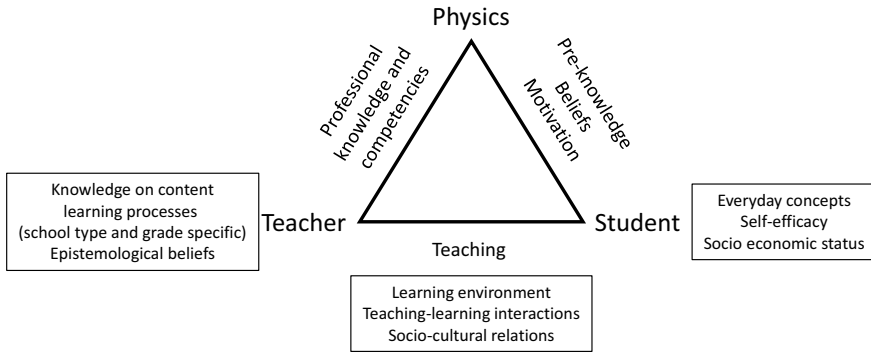 Physics
Professional
knowledge and
competencies
Pre-knowledge
Beliefs
Motivation
Knowledge on content
learning processes
(school type and grade specific)
Epistemological beliefs
Teacher
Student
Everyday concepts
Self-efficacy
Socio economic status
Teaching
Learning environment
Teaching-learning interactions
Socio-cultural relations